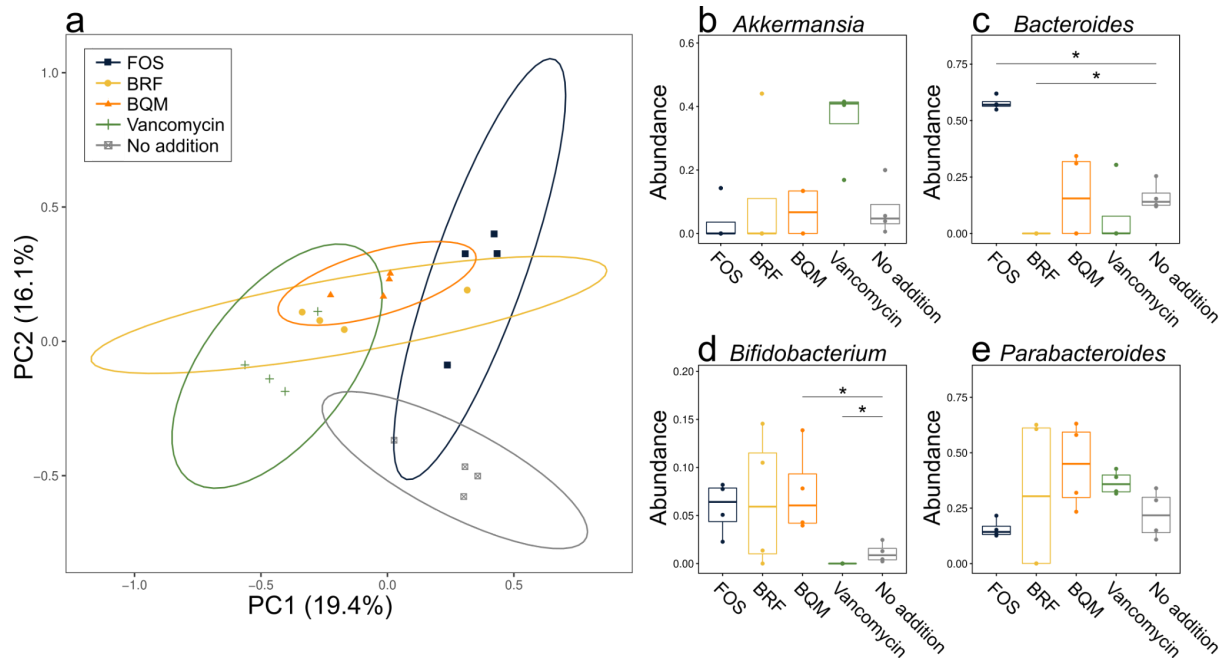 a
FOS
BRF
BQM
Vancomycin
No addition
1.0
0.5
0.0
−0.5
PC2 (16.1%)
−1.0
−0.5
0.0
0.5
PC1 (19.4%)
b Akkermansia
Abundance
0.6
0.4
0.2
0.0
FOS
BRF
BQM
Vancomycin
No addition
c Bacteroides
Abundance
0.75
0.50
0.25
0.00
*
*
FOS
BRF
BQM
Vancomycin
No addition
d Bifidobacterium
Abundance
0.20
0.15
0.10
0.05
0.00
*
*
FOS
BRF
BQM
Vancomycin
No addition
e Parabacteroides
Abundance
0.75
0.50
0.25
0.00
FOS
BRF
BQM
Vancomycin
No addition